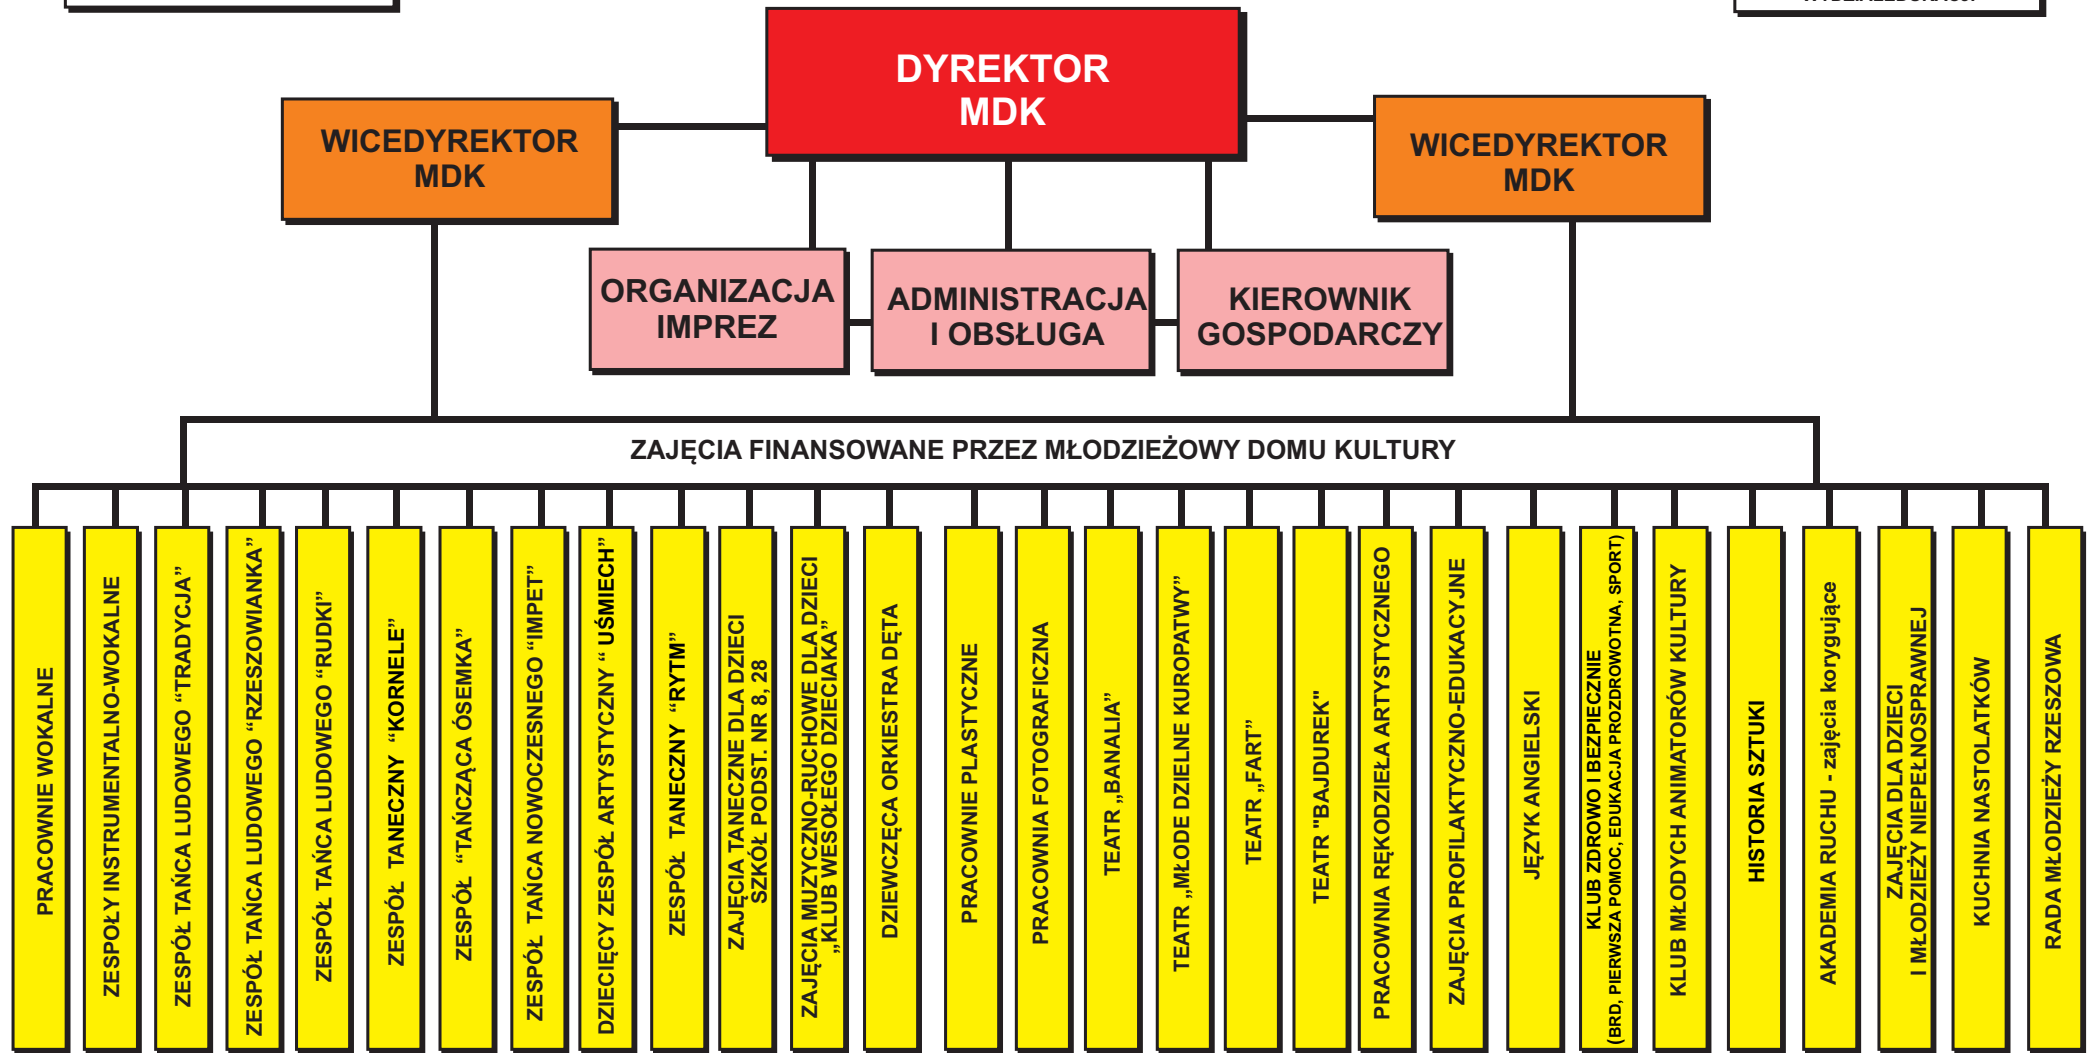 DYREKTOR
MDK
WICEDYREKTOR
MDK
WICEDYREKTOR
MDK
ORGANIZACJA
IMPREZ
ADMINISTRACJA
I OBSŁUGA
KIEROWNIK
GOSPODARCZY
ZAJĘCIA FINANSOWANE PRZEZ MŁODZIEŻOWY DOMU KULTURY
PRACOWNIE WOKALNE
ZESPOŁY INSTRUMENTALNO-WOKALNE
ZESPÓŁ TAŃCA LUDOWEGO “TRADYCJA”
ZESPÓŁ TAŃCA LUDOWEGO “RZESZOWIANKA”
ZESPÓŁ TAŃCA LUDOWEGO “RUDKI”
ZESPÓŁ TANECZNY “KORNELE”
ZESPÓŁ “TAŃCZĄCA ÓSEMKA”
ZESPÓŁ TAŃCA NOWOCZESNEGO “IMPET”
DZIECIĘCY ZESPÓŁ ARTYSTYCZNY “ UŚMIECH”
ZESPÓŁ TANECZNY “RYTM”
ZAJĘCIA TANECZNE DLA DZIECI
SZKÓŁ PODST. NR 8, 28
ZAJĘCIA MUZYCZNO-RUCHOWE DLA DZIECI
„KLUB WESOŁEGO DZIECIAKA”
DZIEWCZĘCA ORKIESTRA DĘTA
PRACOWNIE PLASTYCZNE
PRACOWNIA FOTOGRAFICZNA
TEATR „BANALIA”
TEATR „MŁODE DZIELNE KUROPATWY”
TEATR „FART”
TEATR "BAJDUREK"
PRACOWNIA RĘKODZIEŁA ARTYSTYCZNEGO
ZAJĘCIA PROFILAKTYCZNO-EDUKACYJNE
JĘZYK ANGIELSKI
KLUB ZDROWO I BEZPIECZNIE
(BRD, PIERWSZA POMOC, EDUKACJA PROZDROWOTNA, SPORT)
KLUB MŁODYCH ANIMATORÓW KULTURY
HISTORIA SZTUKI
AKADEMIA RUCHU - zajęcia korygujące
ZAJĘCIA DLA DZIECI
I MŁODZIEŻY NIEPEŁNOSPRAWNEJ
KUCHNIA NASTOLATKÓW
RADA MŁODZIEŻY RZESZOWA